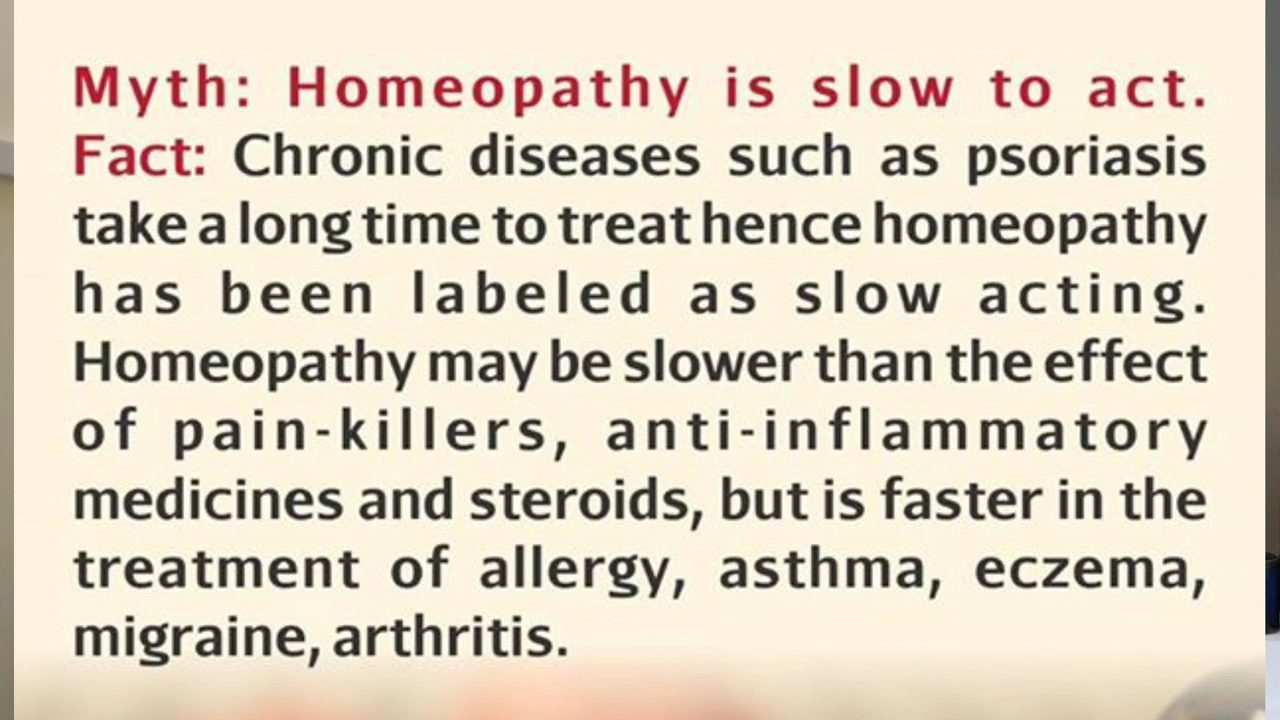 Myth: Homeopathy is slow to act.
Fact: Chronic diseases such as psoriasis
take a long time to treat hence homeopathy
has been labeled as slow acting.
Homeopathy may be slower than the effect
of pain-killers, anti-inflammatory
medicines and steroids, but is faster in the
treatment of allergy, asthma, eczema,
migraine, arthritis.